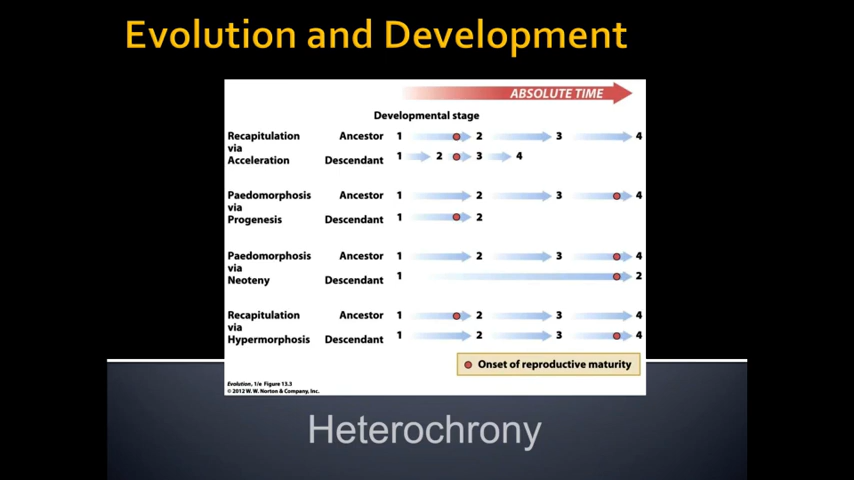 Evolution and Development
ABSOLUTE TIME
Developmental stage
Recapitulation via Acceleration
Ancestor 1 2 3 4
Descendant 1 2 3 4
Paedomorphosis via Progenesis
Ancestor 1 2 3 4
Descendant 1 2
Paedomorphosis via Neoteny
Ancestor 1 2 3 4
Descendant 1 2
Recapitulation via Hypermorphosis
Ancestor 1 2 3 4
Descendant 1 2 3 4
Onset of reproductive maturity
Evolution, 1/e Figure 13.3
© 2012 W. W. Norton & Company, Inc.
Heterochrony